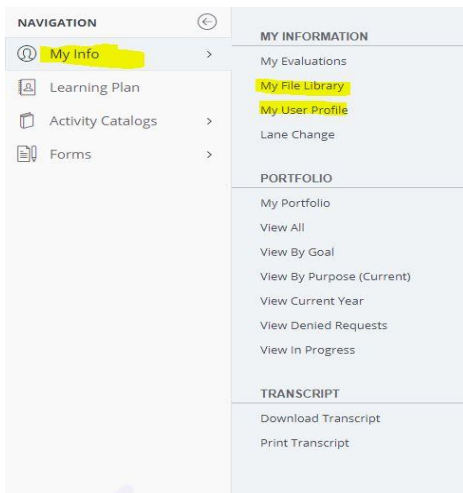 NAVIGATION
My Info
Learning Plan
Activity Catalogs
Forms
MY INFORMATION
My Evaluations
My File Library
My User Profile
Lane Change
PORTFOLIO
My Portfolio
View All
View By Goal
View By Purpose (Current)
View Current Year
View Denied Requests
View In Progress
TRANSCRIPT
Download Transcript
Print Transcript